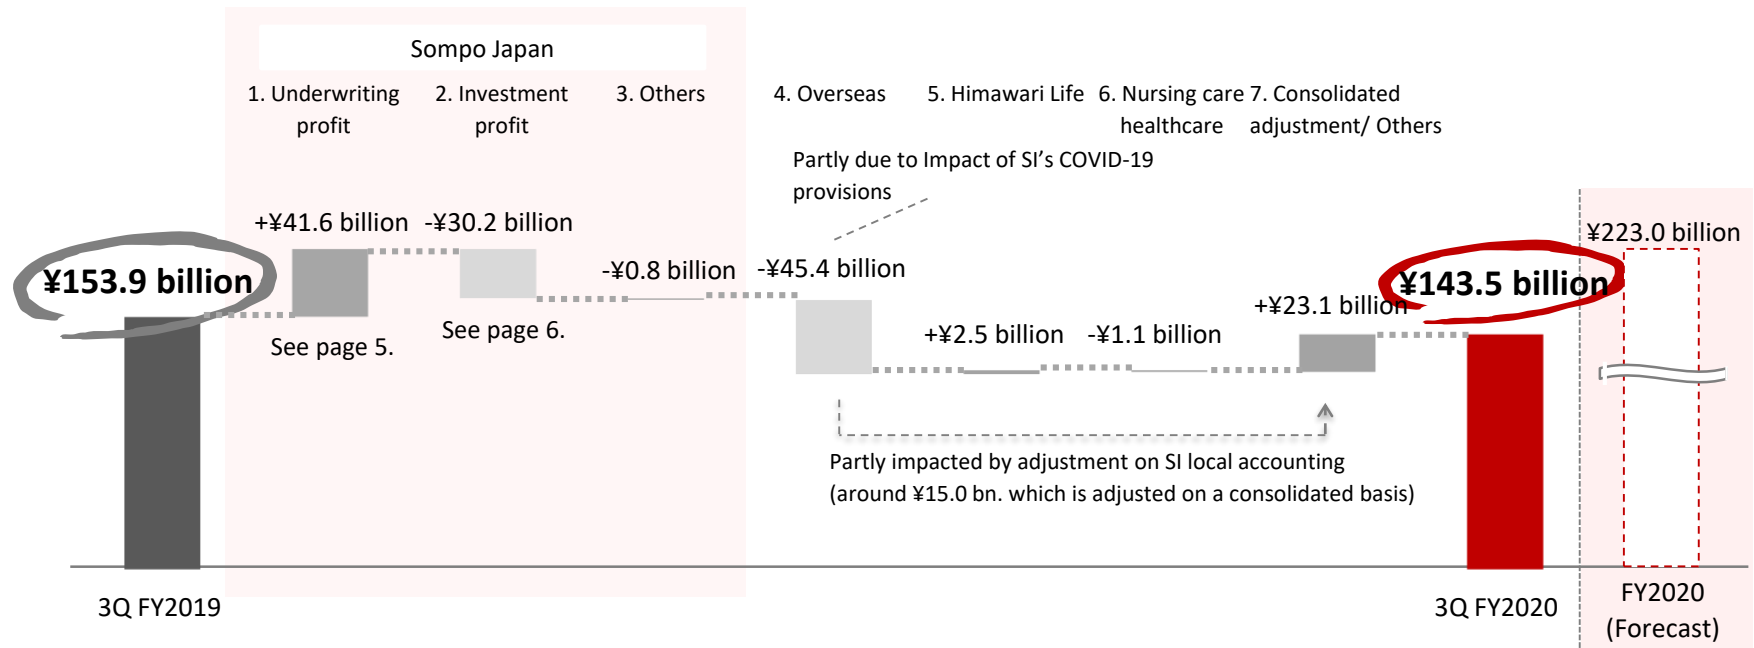 Sompo Japan
1. Underwriting
profit
2. Investment
profit
3. Others
4. Overseas
5. Himawari Life
6. Nursing care
healthcare
7. Consolidated
adjustment/ Others
Partly due to Impact of SI's COVID-19
provisions
¥153.9 billion
+¥41.6 billion
-¥30.2 billion
-¥0.8 billion
-¥45.4 billion
+¥2.5 billion
-¥1.1 billion
+¥23.1 billion
¥143.5 billion
¥223.0 billion
See page 5.
See page 6.
Partly impacted by adjustment on SI local accounting
(around ¥15.0 bn. which is adjusted on a consolidated basis)
3Q FY2019
3Q FY2020
FY2020
(Forecast)